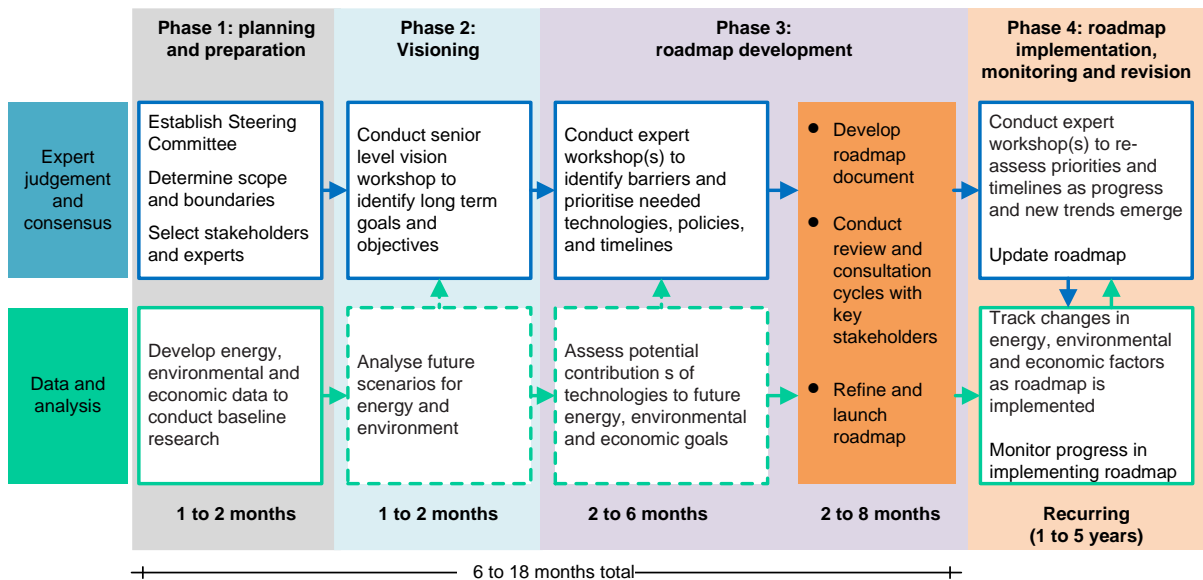 Phase 1: planning
and preparation
Phase 2:
Visioning
Phase 3:
roadmap development
Phase 4: roadmap
implementation,
monitoring and revision
Expert
judgement
and
consensus
Establish Steering
Committee
Determine scope
and boundaries
Select stakeholders
and experts
Conduct senior
level vision
workshop to
identify long term
goals and
objectives
Conduct expert
workshop(s) to
identify barriers and
prioritise needed
technologies, policies,
and timelines
● Develop
roadmap
document
● Conduct
review and
consultation
cycles with
key
stakeholders
● Refine and
launch
roadmap
Conduct expert
workshop(s) to re-
assess priorities and
timelines as progress
and new trends emerge
Update roadmap
Data and
analysis
Develop energy,
environmental and
economic data to
conduct baseline
research
Analyse future
scenarios for
energy and
environment
Assess potential
contribution s of
technologies to future
energy, environmental
and economic goals
Track changes in
energy, environmental
and economic factors
as roadmap is
implemented
Monitor progress in
implementing roadmap
1 to 2 months
1 to 2 months
2 to 6 months
2 to 8 months
Recurring
(1 to 5 years)
6 to 18 months total